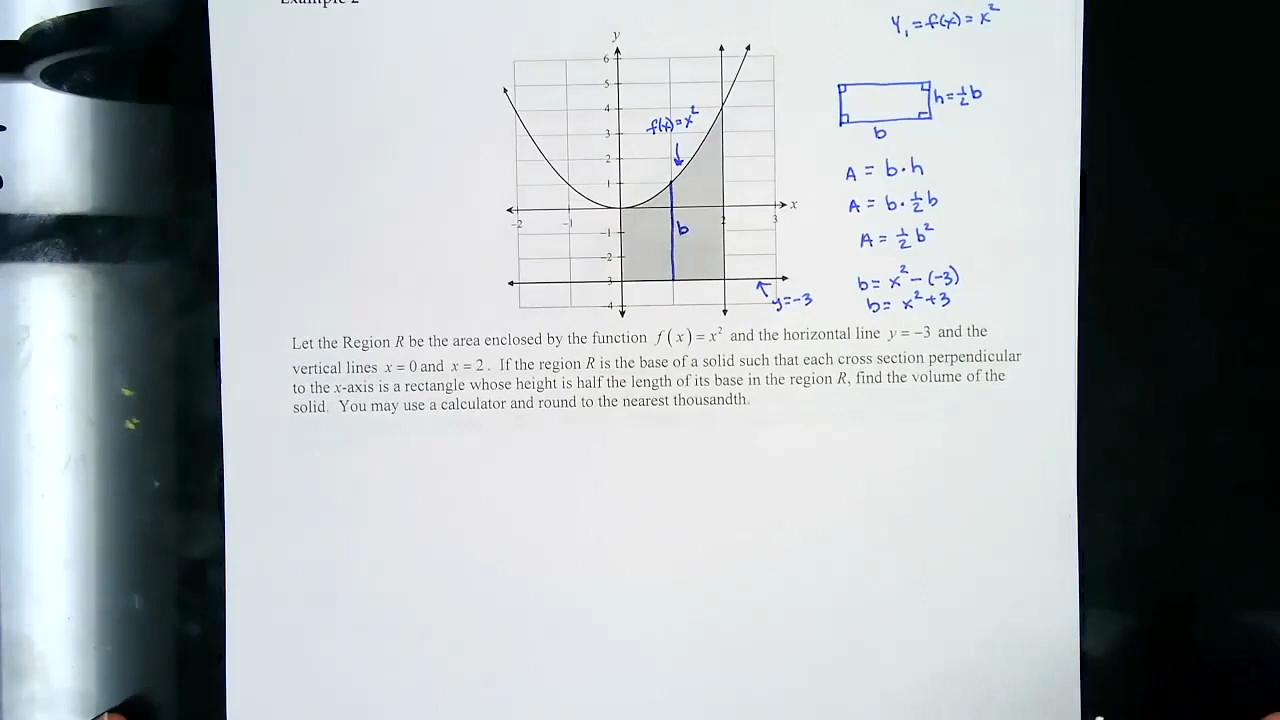 Example 2
Y₁ = f(x) = x²
y
6
5
4
3
2
1
-1
-2
-3
-4
-2
-1
2
3
x
f(x) = x²
b
y=-3
h = ½b
b
A = b·h
A = b·½b
A = ½b²
b = x² - (-3)
b = x² + 3
Let the Region R be the area enclosed by the function f(x) = x² and the horizontal line y = −3 and the
vertical lines x = 0 and x = 2. If the region R is the base of a solid such that each cross section perpendicular
to the x-axis is a rectangle whose height is half the length of its base in the region R, find the volume of the
solid. You may use a calculator and round to the nearest thousandth.